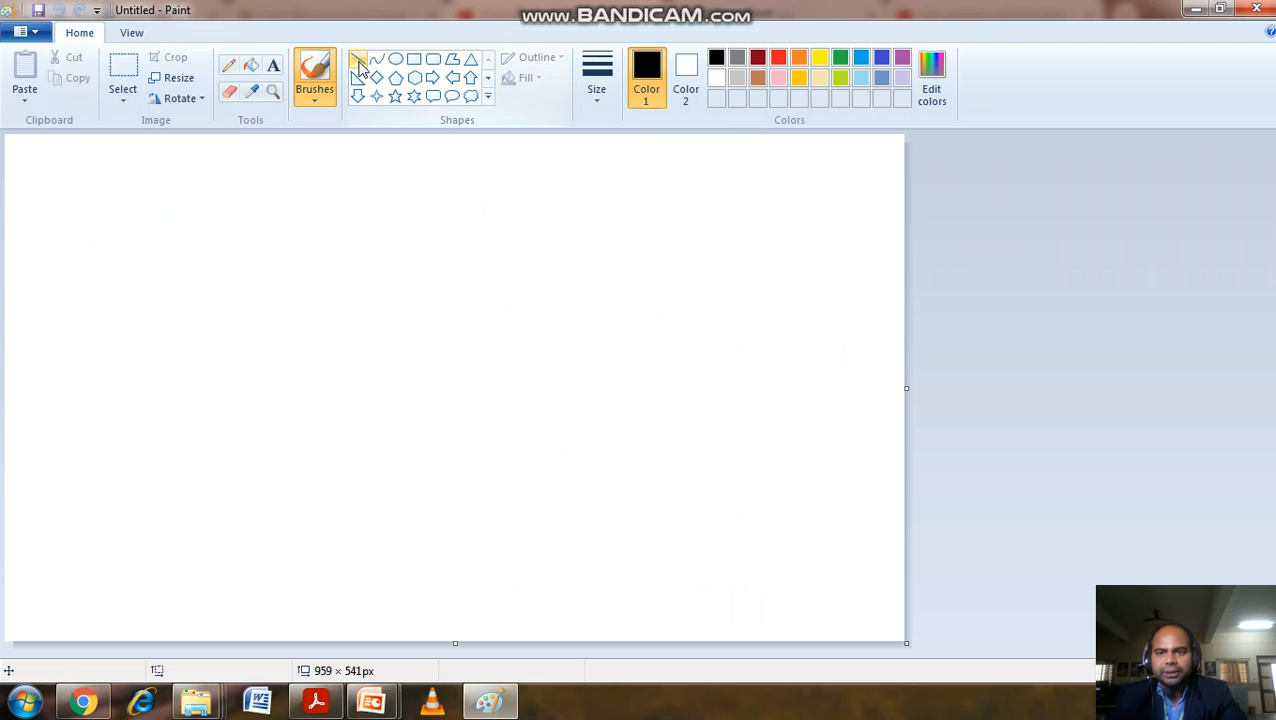 Untitled - Paint
www.BANDICAM.com
Home
View
Paste
Cut
Copy
Clipboard
Select
Crop
Resize
Rotate
Image
A
Tools
Brushes
Shapes
Outline
Fill
Size
Color 1
Color 2
Edit colors
Colors
959 × 541px